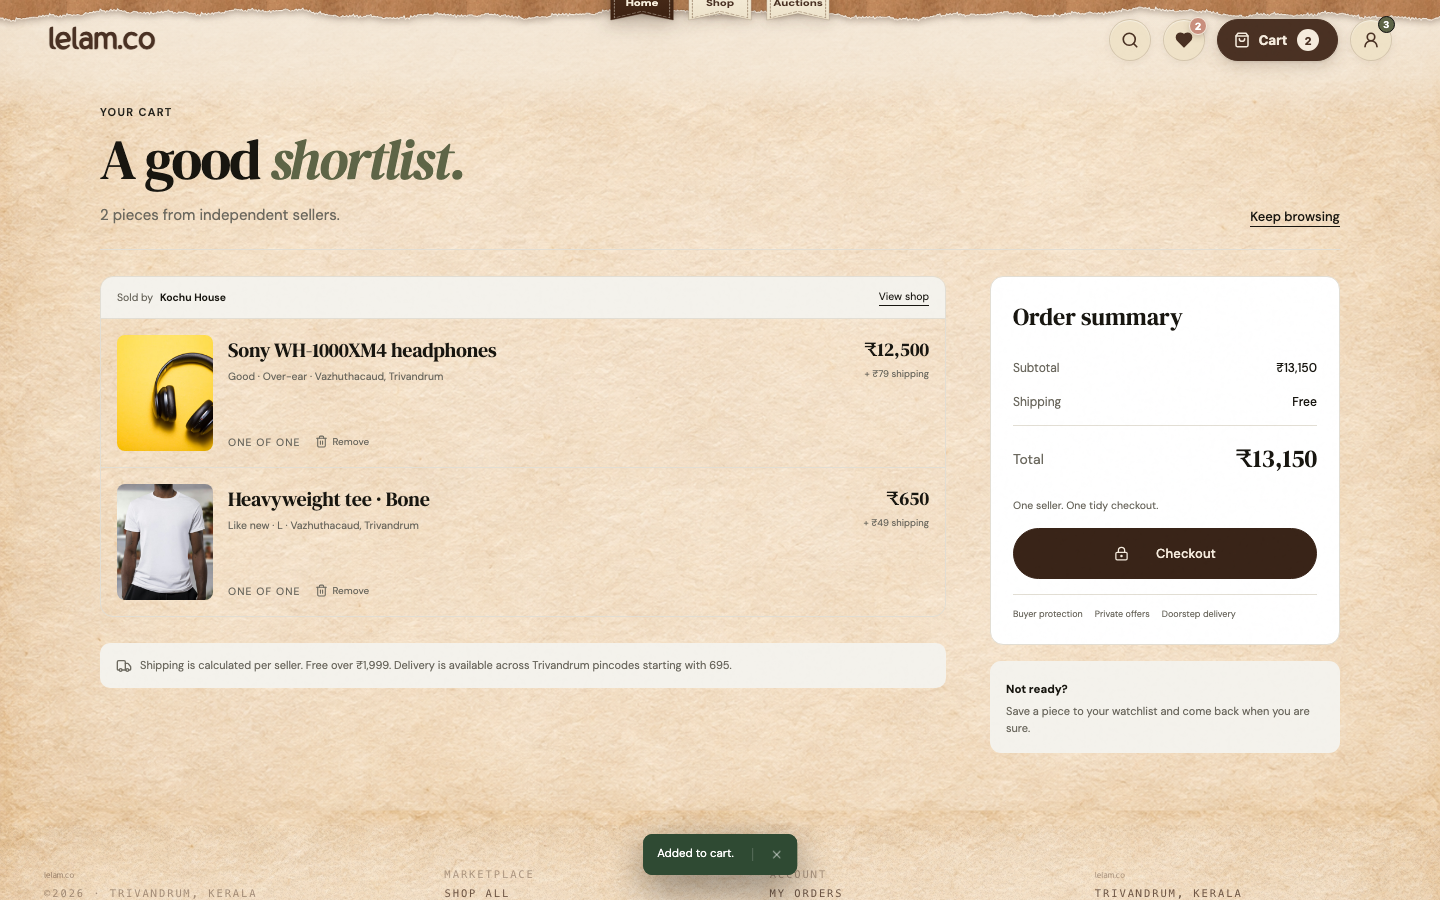 Home
Shop
Auctions
lelam.co
2
Cart 2
3
YOUR CART
A good shortlist.
2 pieces from independent sellers.
Keep browsing
Sold by Kochu House
View shop
Sony WH-1000XM4 headphones
₹12,500
Good · Over-ear · Vazhuthacaud, Trivandrum
+ ₹79 shipping
ONE OF ONE
Remove
Heavyweight tee · Bone
₹650
Like new · L · Vazhuthacaud, Trivandrum
+ ₹49 shipping
ONE OF ONE
Remove
Shipping is calculated per seller. Free over ₹1,999. Delivery is available across Trivandrum pincodes starting with 695.
Order summary
Subtotal ₹13,150
Shipping Free
Total ₹13,150
One seller. One tidy checkout.
Checkout
Buyer protection Private offers Doorstep delivery
Not ready?
Save a piece to your watchlist and come back when you are
sure.
Added to cart.
lelam.co
©2026 · TRIVANDRUM, KERALA
MARKETPLACE
SHOP ALL
MY ORDERS
lelam.co
TRIVANDRUM, KERALA